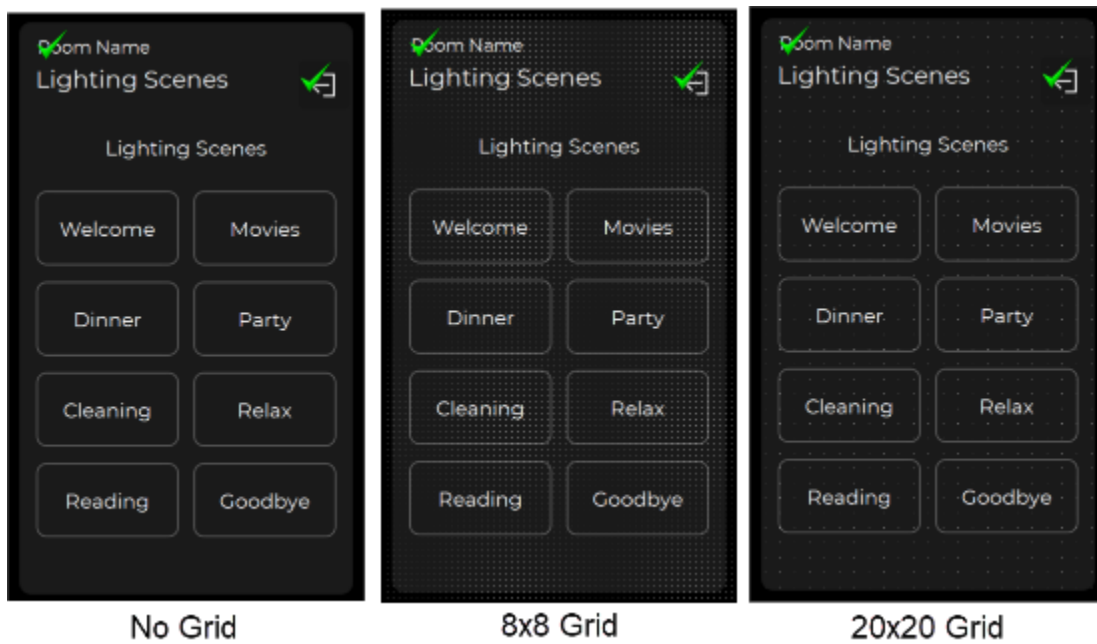 Room Name
Lighting Scenes
Lighting Scenes
Welcome
Movies
Dinner
Party
Cleaning
Relax
Reading
Goodbye
No Grid
Room Name
Lighting Scenes
Lighting Scenes
Welcome
Movies
Dinner
Party
Cleaning
Relax
Reading
Goodbye
8x8 Grid
Room Name
Lighting Scenes
Lighting Scenes
Welcome
Movies
Dinner
Party
Cleaning
Relax
Reading
Goodbye
20x20 Grid